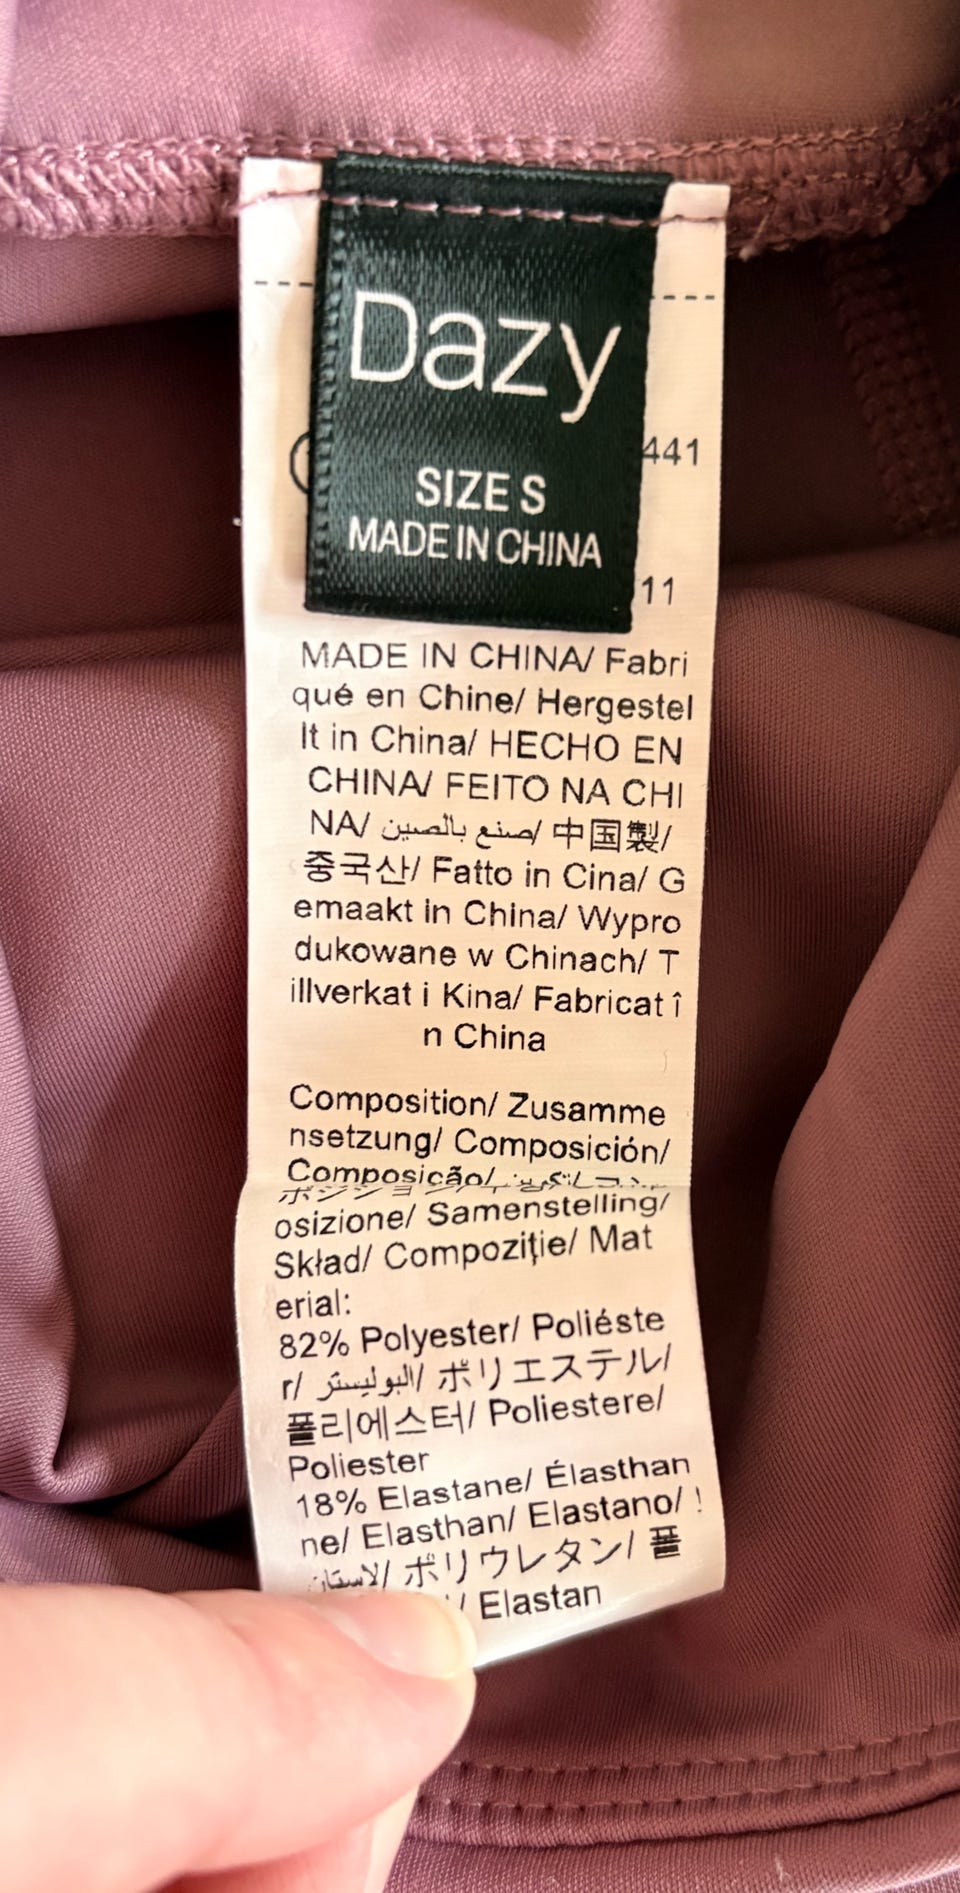 Dazy
SIZE S
MADE IN CHINA
441
11
MADE IN CHINA/ Fabri
qué en Chine/ Hergestel
lt in China/ HECHO EN
CHINA/ FEITO NA CHI
NA/ صنع بالصين/ 中国製/
중국산/ Fatto in Cina/ G
emaakt in China/ Wypro
dukowane w Chinach/ T
illverkat i Kina/ Fabricat î
n China
Composition/ Zusamme
nsetzung/ Composición/
Composição/
osizione/ Samenstelling/
Skład/ Compoziţie/ Mat
erial:
82% Polyester/ Poliéste
r/ البوليستر/ ポリエステル/
폴리에스터/ Poliestere/
Poliester
18% Elastane/ Élasthan
ne/ Elasthan/ Elastano/ !
لاستان/ ポリウレタン/ 폴
/ Elastan